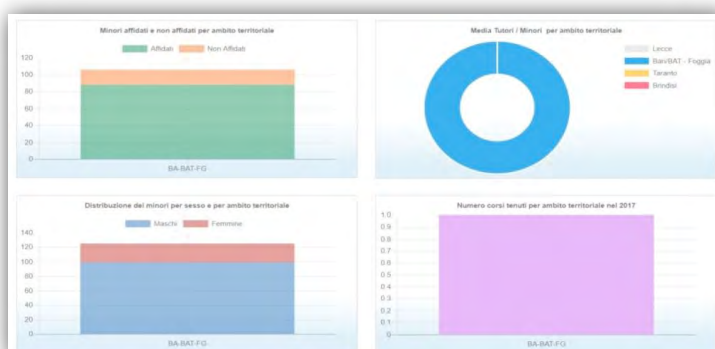 Minori affidati e non affidati per ambito territoriale
Affidati Non Affidati
120
100
80
60
40
20
0
BA-BAT-FG
Media Tutori / Minori per ambito territoriale
Lecce
Bari/BAT - Foggia
Taranto
Brindisi
Distribuzione dei minori per sesso e per ambito territoriale
Maschi Femmine
140
120
100
80
60
40
20
0
BA-BAT-FG
Numero corsi tenuti per ambito territoriale nel 2017
1.0
0.9
0.8
0.7
0.6
0.5
0.4
0.3
0.2
0.1
0
BA-BAT-FG